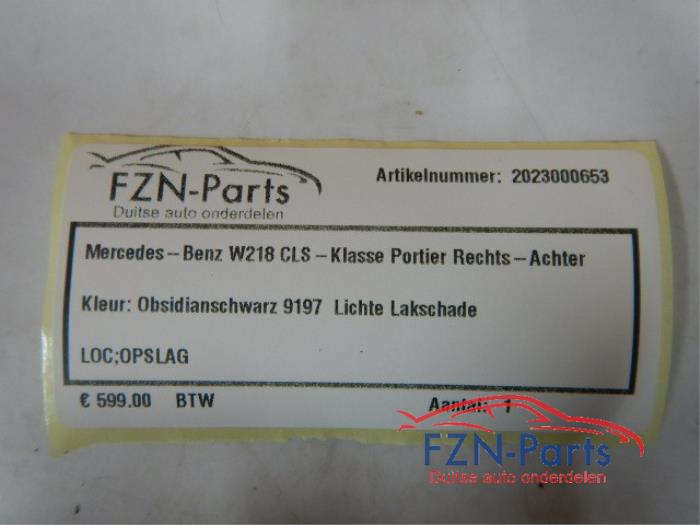 FZN-Parts
Duitse auto onderdelen
Artikelnummer: 2023000653
Mercedes-Benz W218 CLS-Klasse Portier Rechts-Achter
Kleur: Obsidianschwarz 9197 Lichte Lakschade
LOC;OPSLAG
€ 599.00 BTW
Aantal: 1
FZN-Parts
Duitse auto onderdelen